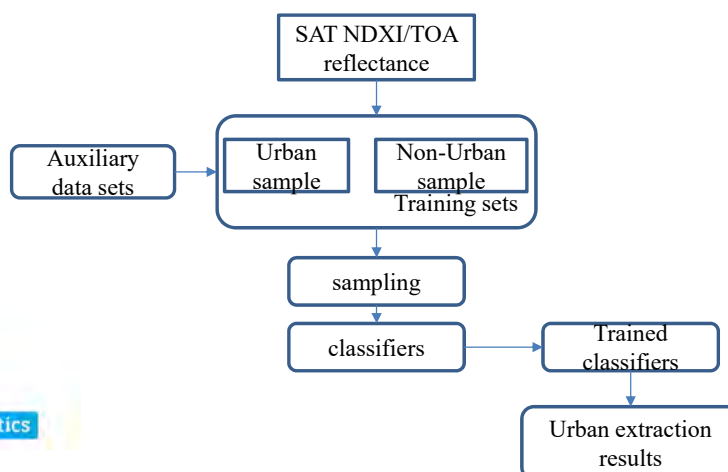 SAT NDXI/TOA
reflectance
Auxiliary
data sets
Urban
sample
Non-Urban
sample
Training sets
sampling
classifiers
Trained
classifiers
Urban extraction
results